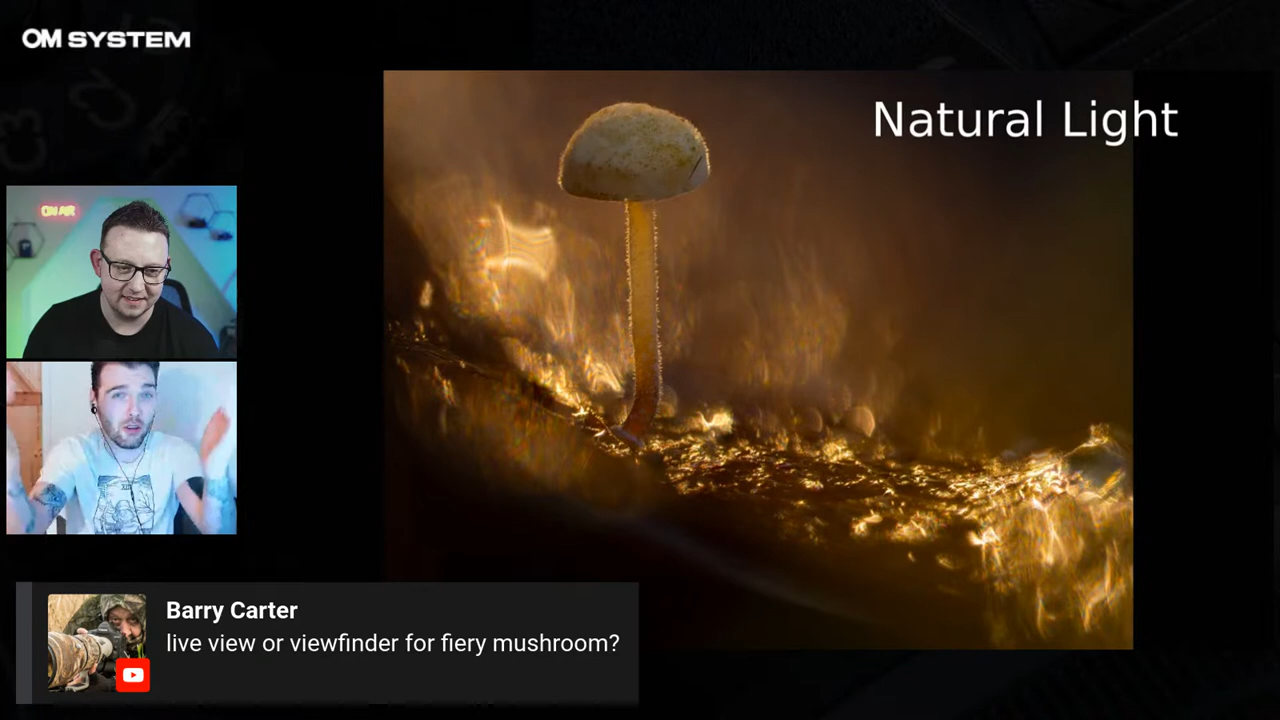 OM SYSTEM
Natural Light
ON AIR
Barry Carter
live view or viewfinder for fiery mushroom?